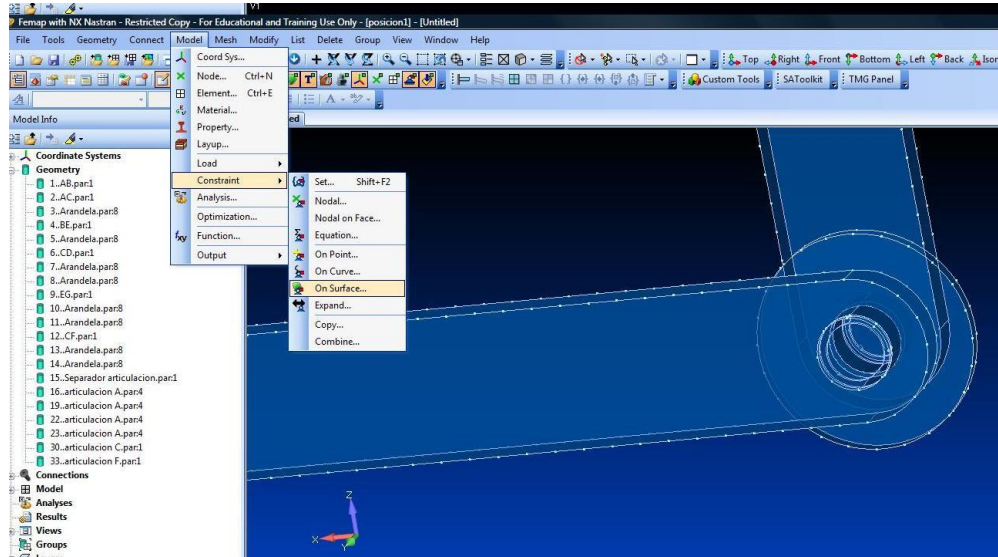 V1
Femap with NX Nastran - Restricted Copy - For Educational and Training Use Only - [posicion1] - [Untitled]
File Tools Geometry Connect Model Mesh Modify List Delete Group View Window Help
Top Right Front Bottom Left Back Ison
Custom Tools SAToolkit TMG Panel
Model Info
Coordinate Systems
Geometry
1..AB.par:1
2..AC.par:1
3..Arandela.par:8
4..BE.par:1
5..Arandela.par:8
6..CD.par:1
7..Arandela.par:8
8..Arandela.par:8
9..EG.par:1
10..Arandela.par:8
11..Arandela.par:8
12..CF.par:1
13..Arandela.par:8
14..Arandela.par:8
15..Separador articulacion.par:1
16..articulacion A.par:4
19..articulacion A.par:4
22..articulacion A.par:4
23..articulacion A.par:4
30..articulacion C.par:1
33..articulacion F.par:1
Connections
Model
Analyses
Results
Views
Groups
Coord Sys...
Node... Ctrl+N
Element... Ctrl+E
Material...
Property...
Layup...
Load
Constraint
Analysis...
Optimization...
Function...
Output
Set... Shift+F2
Nodal...
Nodal on Face...
Equation...
On Point...
On Curve...
On Surface...
Expand...
Copy...
Combine...
ed
Z
X
Y